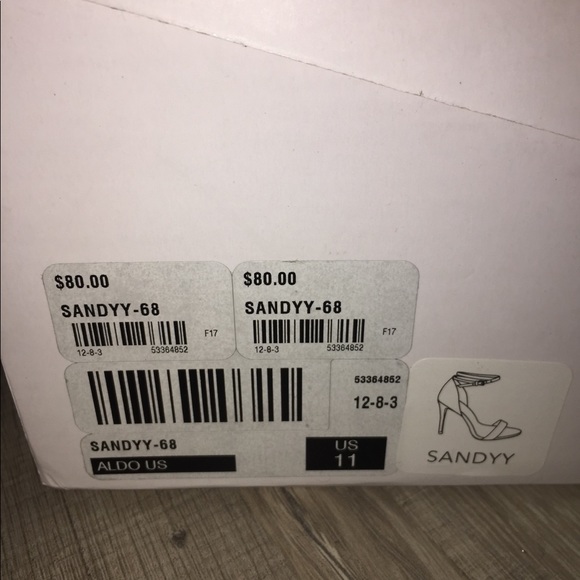 $80.00
SANDYY-68
F17
12-8-3 53364852
$80.00
SANDYY-68
F17
12-8-3 53364852
53364852
12-8-3
SANDYY-68
ALDO US
US
11
SANDYY